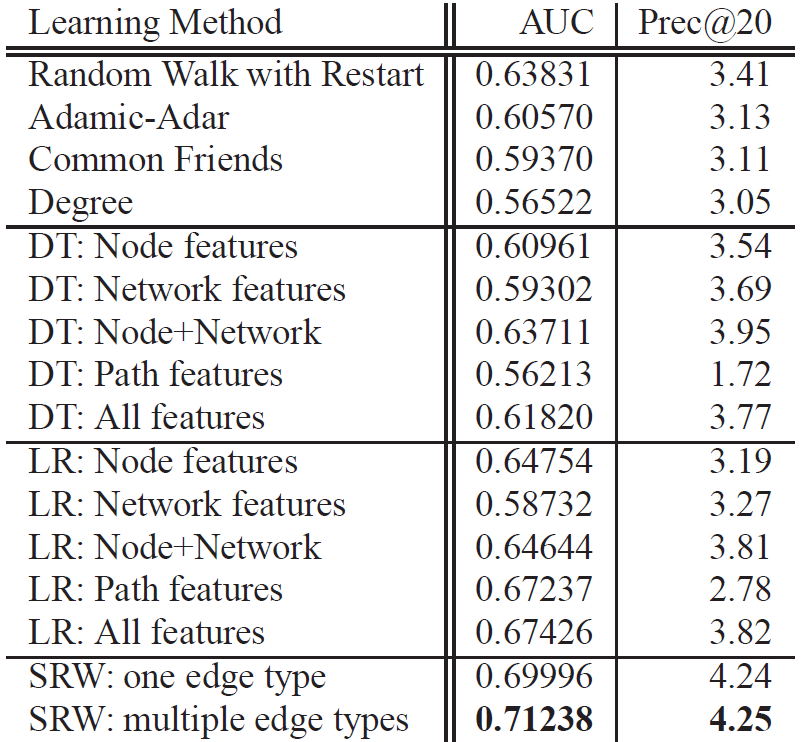 Learning Method AUC Prec@20
Random Walk with Restart 0.63831 3.41
Adamic-Adar 0.60570 3.13
Common Friends 0.59370 3.11
Degree 0.56522 3.05
DT: Node features 0.60961 3.54
DT: Network features 0.59302 3.69
DT: Node+Network 0.63711 3.95
DT: Path features 0.56213 1.72
DT: All features 0.61820 3.77
LR: Node features 0.64754 3.19
LR: Network features 0.58732 3.27
LR: Node+Network 0.64644 3.81
LR: Path features 0.67237 2.78
LR: All features 0.67426 3.82
SRW: one edge type 0.69996 4.24
SRW: multiple edge types 0.71238 4.25